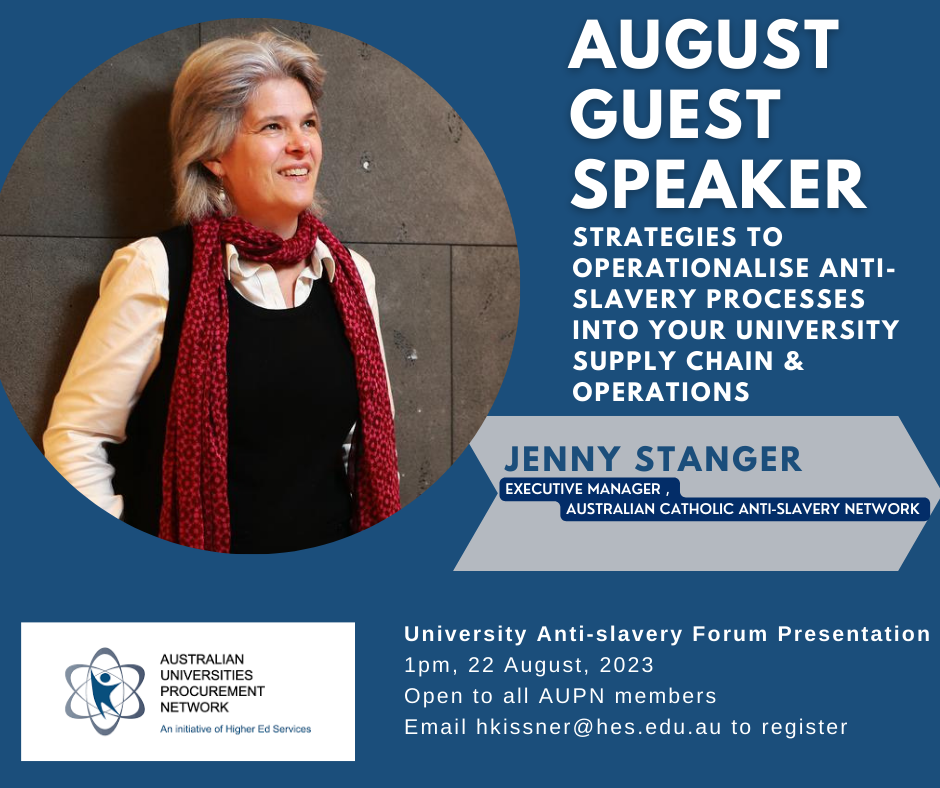 AUGUST
GUEST
SPEAKER
STRATEGIES TO
OPERATIONALISE ANTI-
SLAVERY PROCESSES
INTO YOUR UNIVERSITY
SUPPLY CHAIN &
OPERATIONS
JENNY STANGER
EXECUTIVE MANAGER ,
AUSTRALIAN CATHOLIC ANTI-SLAVERY NETWORK
AUSTRALIAN
UNIVERSITIES
PROCUREMENT
NETWORK
An initiative of Higher Ed Services
University Anti-slavery Forum Presentation
1pm, 22 August, 2023
Open to all AUPN members
Email hkissner@hes.edu.au to register